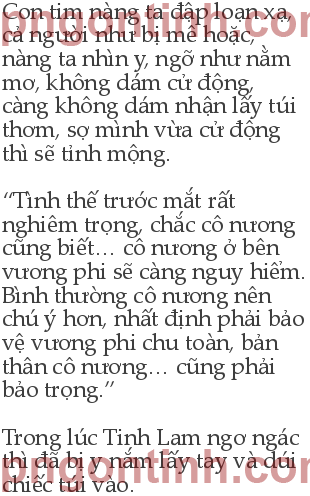 Con tim nàng ta đập loạn xạ,
cả người như bị mê hoặc,
nàng ta nhìn y, ngỡ như nằm
mơ, không dám cử động,
càng không dám nhận lấy túi
thơm, sợ mình vừa cử động
thì sẽ tỉnh mộng.
“Tình thế trước mắt rất
nghiêm trọng, chắc cô nương
cũng biết... cô nương ở bên
vương phi sẽ càng nguy hiểm.
Bình thường cô nương nên
chú ý hơn, nhất định phải bảo
vệ vương phi chu toàn, bản
thân cô nương... cũng phải
bảo trọng.”
Trong lúc Tinh Lam ngơ ngác
thì đã bị y nắm lấy tay và dúi
chiếc túi vào.